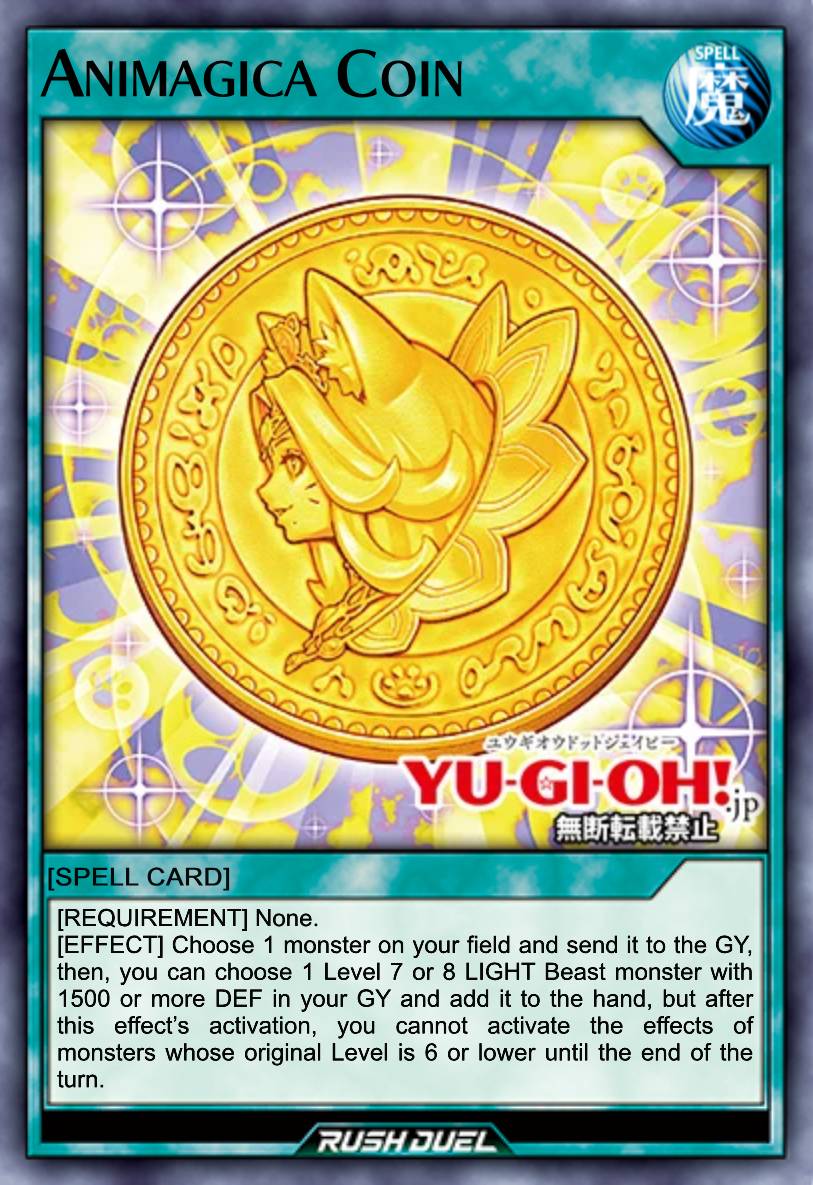 Animagica Coin
SPELL
魔
ユウギオウドットジェイピー
YU-GI-OH!.jp
無断転載禁止
[SPELL CARD]
[REQUIREMENT] None.
[EFFECT] Choose 1 monster on your field and send it to the GY,
then, you can choose 1 Level 7 or 8 LIGHT Beast monster with
1500 or more DEF in your GY and add it to the hand, but after
this effect's activation, you cannot activate the effects of
monsters whose original Level is 6 or lower until the end of the
turn.
RUSH DUEL